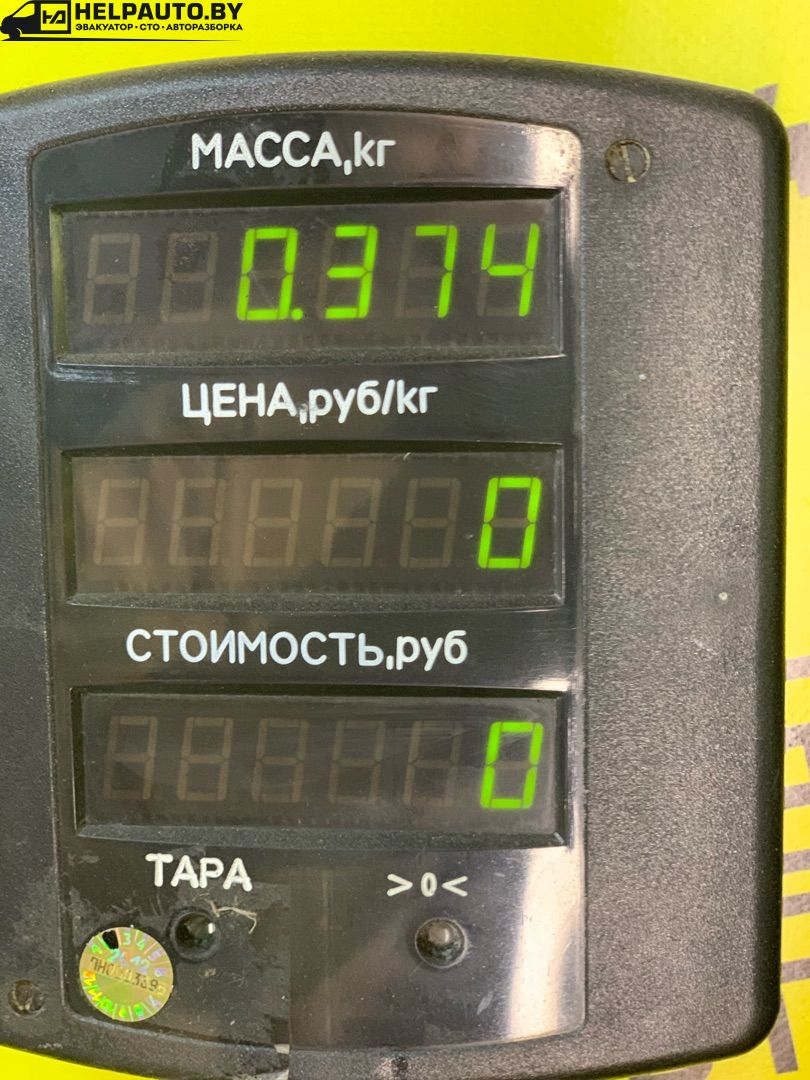 HELPAUTO.BY
ЭВАКУАТОР • СТО • АВТОРАЗБОРКА
МАССА,кг
0.374
ЦЕНА,руб/кг
0
СТОИМОСТЬ,руб
0
ТАРА >0<